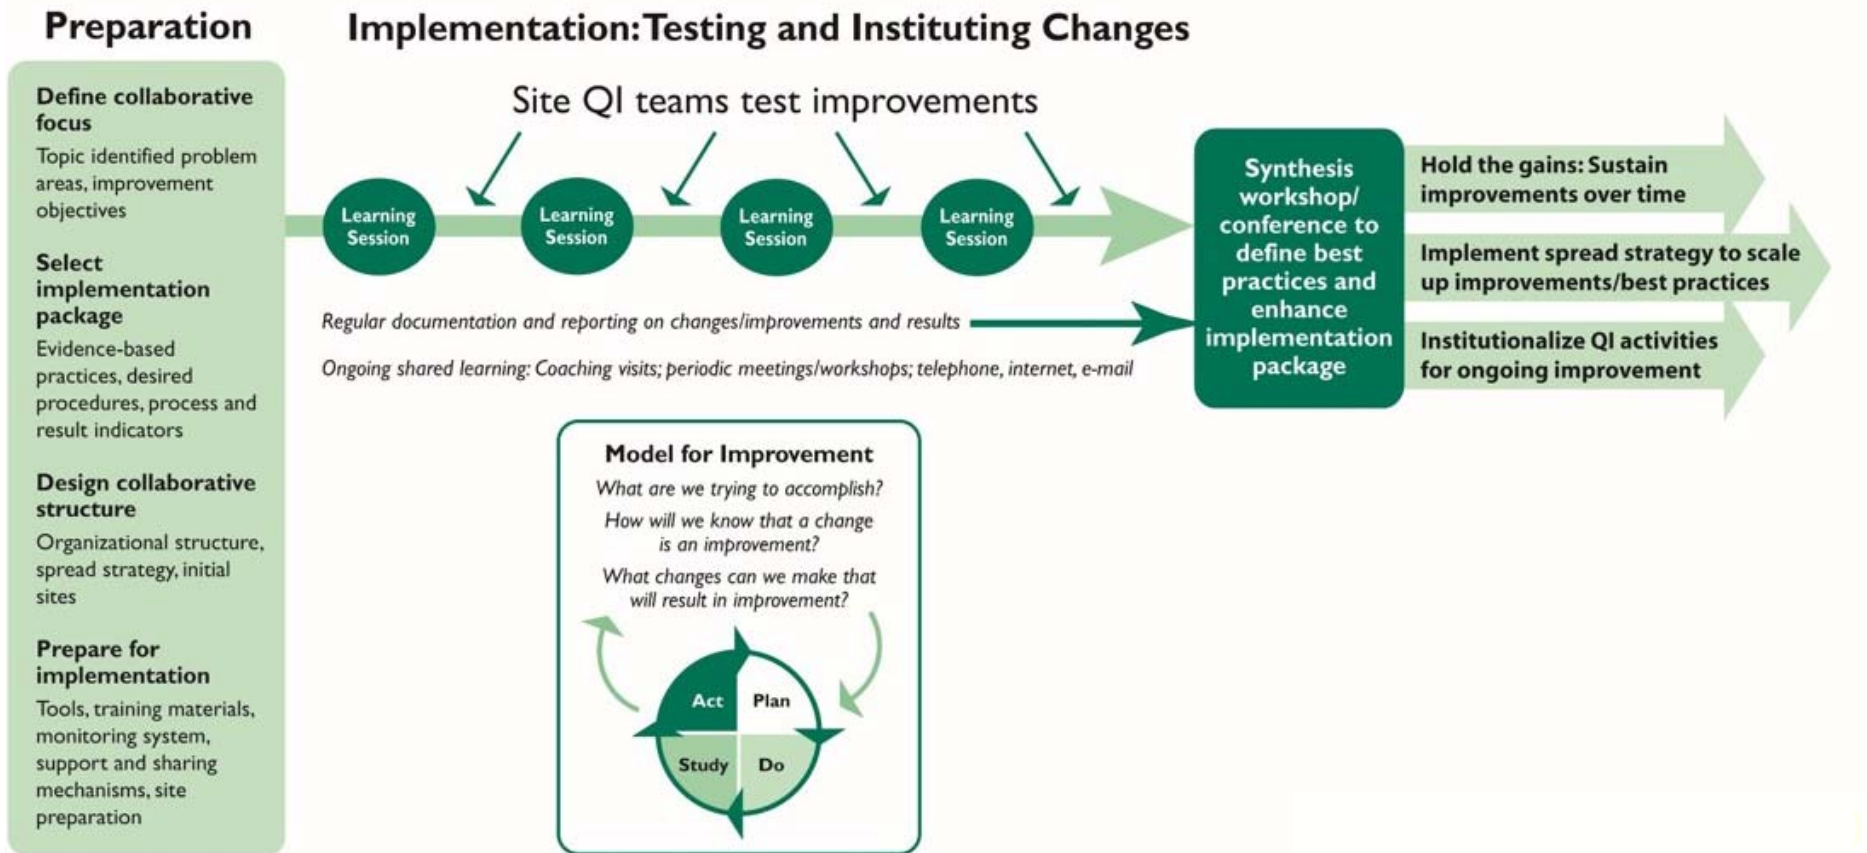 Preparation
Define collaborative
focus
Topic identified problem
areas, improvement
objectives
Select
implementation
package
Evidence-based
practices, desired
procedures, process and
result indicators
Design collaborative
structure
Organizational structure,
spread strategy, initial
sites
Prepare for
implementation
Tools, training materials,
monitoring system,
support and sharing
mechanisms, site
preparation
Implementation: Testing and Instituting Changes
Site QI teams test improvements
Learning
Session
Learning
Session
Learning
Session
Learning
Session
Regular documentation and reporting on changes/improvements and results
Ongoing shared learning: Coaching visits; periodic meetings/workshops; telephone, internet, e-mail
Model for Improvement
What are we trying to accomplish?
How will we know that a change
is an improvement?
What changes can we make that
will result in improvement?
Act
Plan
Study
Do
Synthesis
workshop/
conference to
define best
practices and
enhance
implementation
package
Hold the gains: Sustain
improvements over time
Implement spread strategy to scale
up improvements/best practices
Institutionalize QI activities
for ongoing improvement